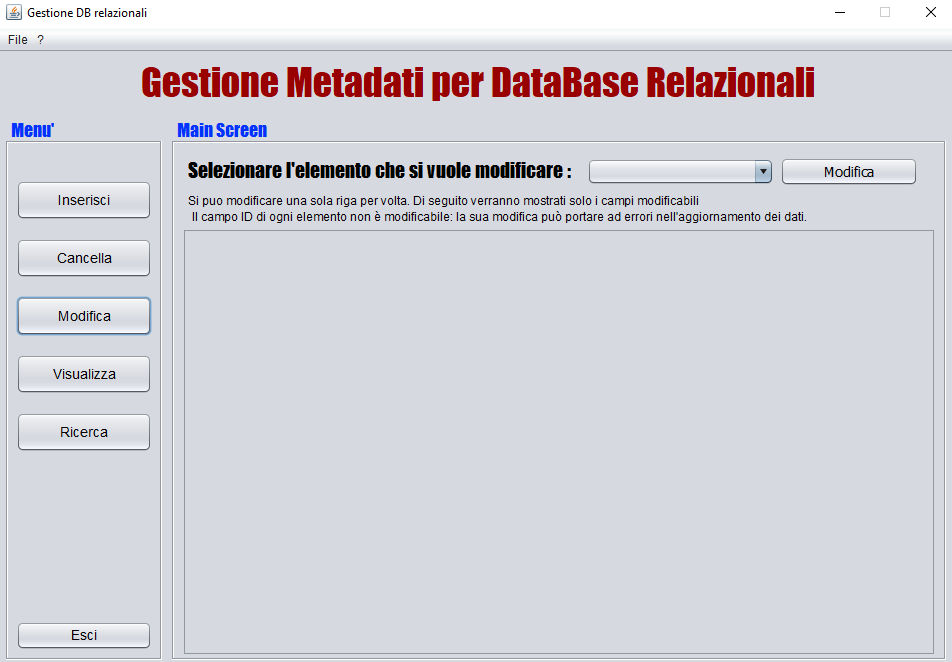 Gestione DB relazionali
File ?
Gestione Metadati per DataBase Relazionali
Menu'
Main Screen
Inserisci
Cancella
Modifica
Visualizza
Ricerca
Esci
Selezionare l'elemento che si vuole modificare :
Modifica
Si puo modificare una sola riga per volta. Di seguito verranno mostrati solo i campi modificabili
Il campo ID di ogni elemento non è modificabile: la sua modifica può portare ad errori nell'aggiornamento dei dati.